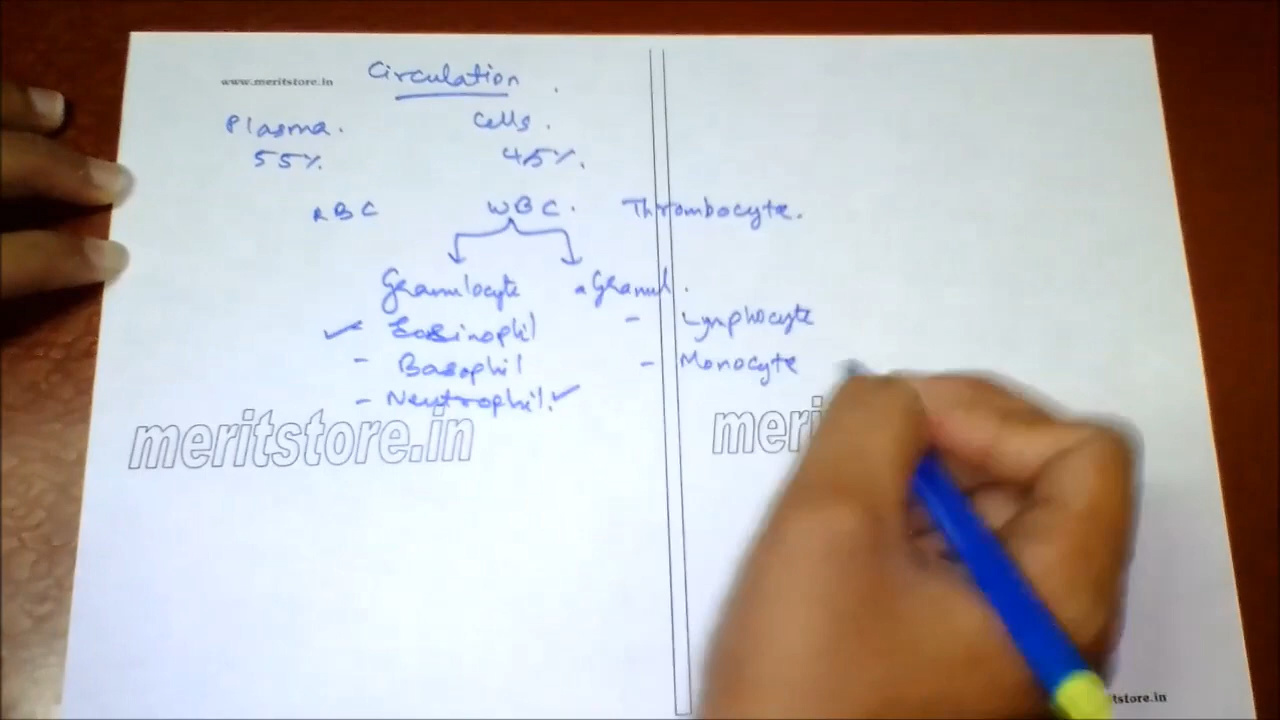 www.meritstore.in Circulation
Plasma. Cells.
55% 45%.
RBC WBC. Thrombocyte.
Granulocyte aGranul.
✓ Eosinophil - Lymphocyte
- Basophil - Monocyte
- Neutrophil. ✓
meritstore.in meri
tstore.in